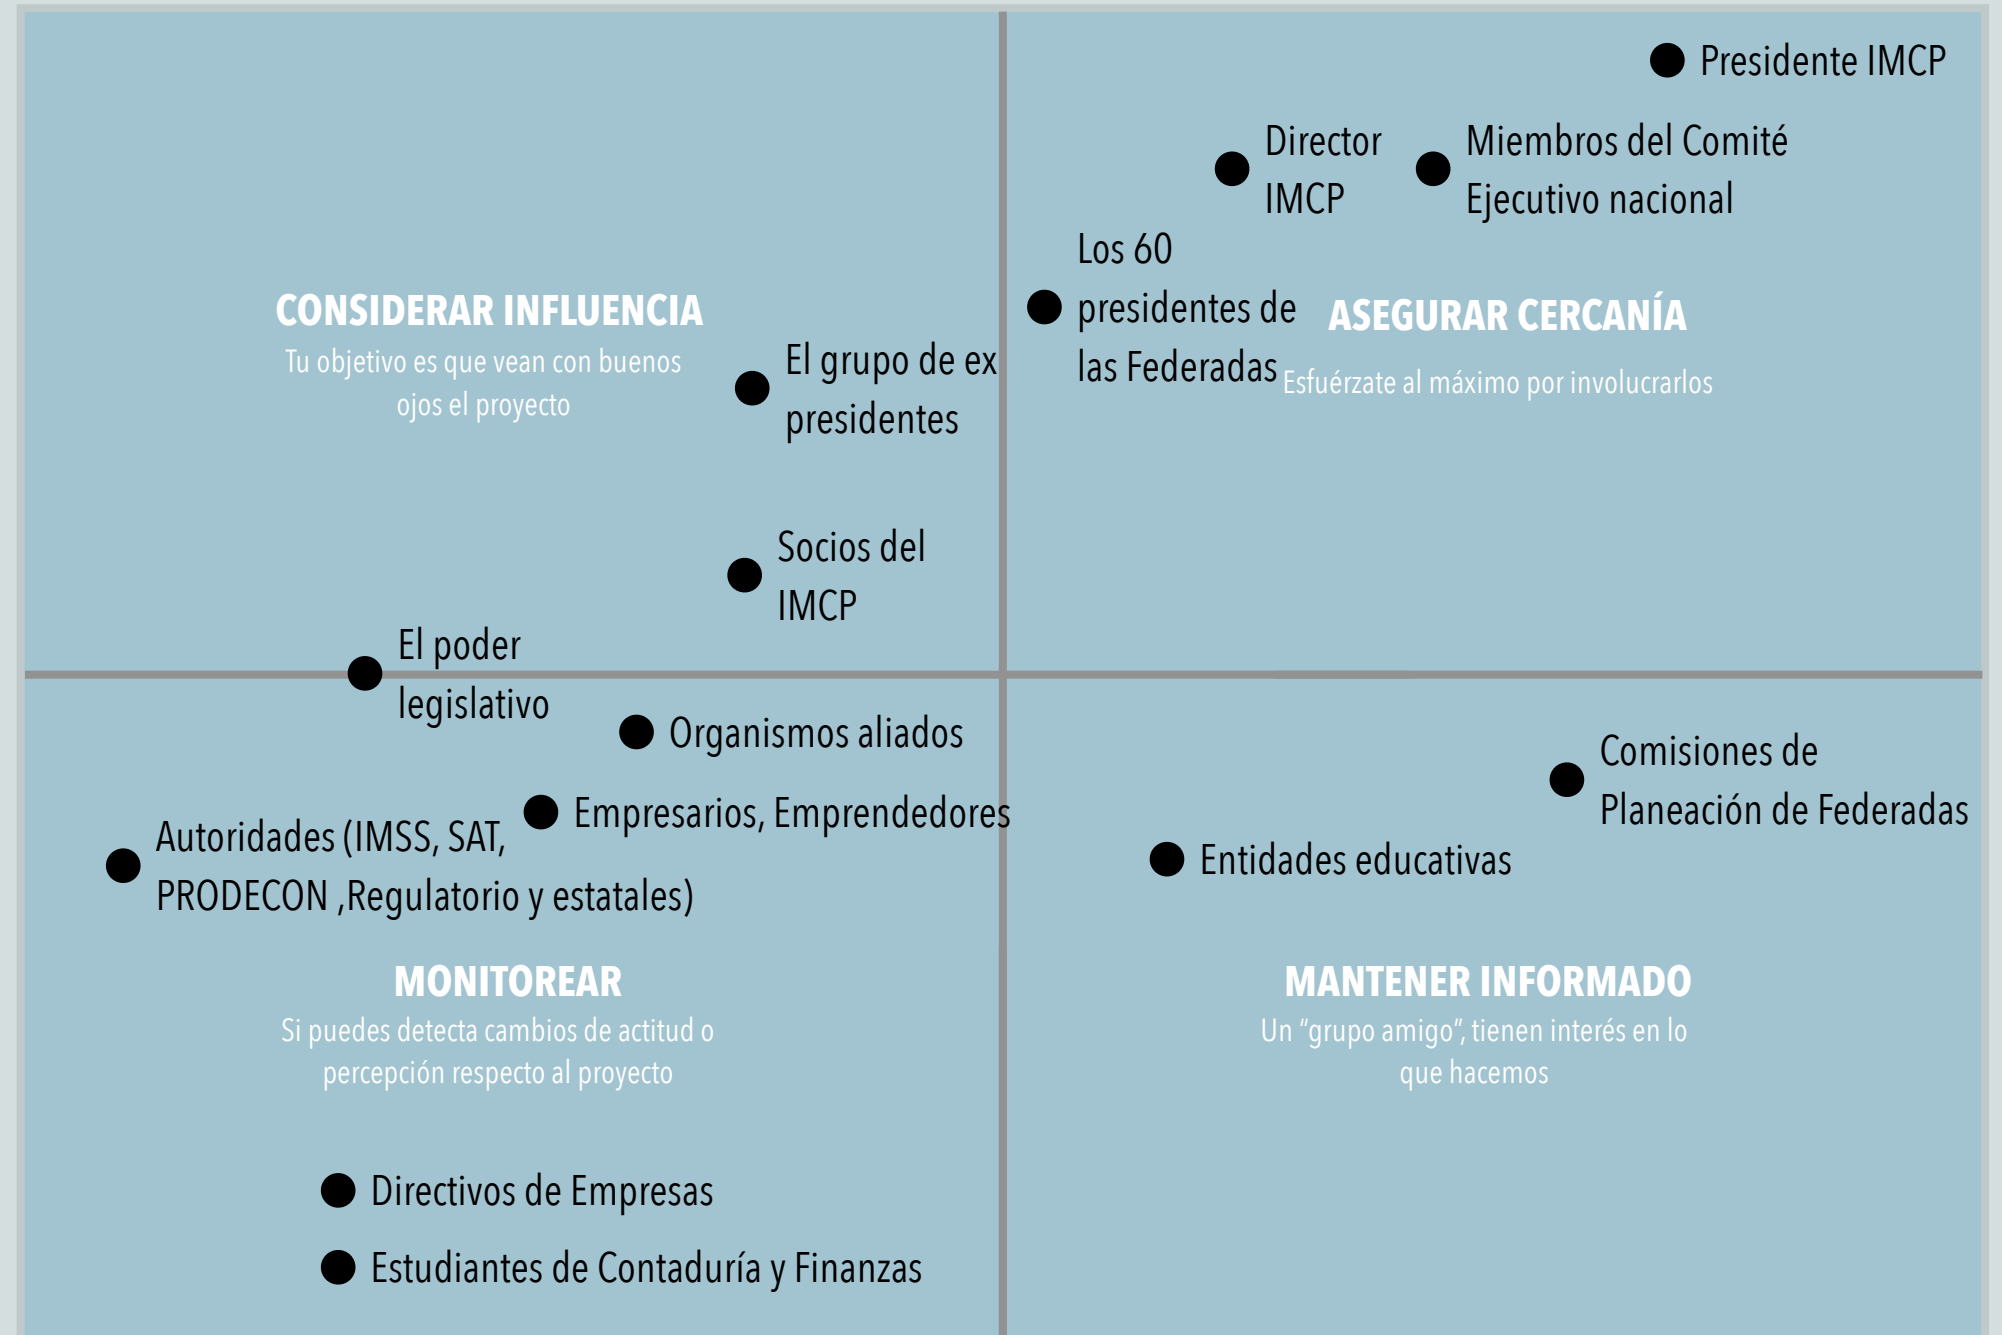 Presidente IMCP
Director
IMCP
Miembros del Comité
Ejecutivo nacional
Los 60
presidentes de
las Federadas
ASEGURAR CERCANÍA
Esfuérzate al máximo por involucrarlos
CONSIDERAR INFLUENCIA
Tu objetivo es que vean con buenos
ojos el proyecto
El grupo de ex
presidentes
Socios del
IMCP
El poder
legislativo
Organismos aliados
Empresarios, Emprendedores
Autoridades (IMSS, SAT,
PRODECON ,Regulatorio y estatales)
MONITOREAR
Si puedes detecta cambios de actitud o
percepción respecto al proyecto
Directivos de Empresas
Estudiantes de Contaduría y Finanzas
Comisiones de
Planeación de Federadas
Entidades educativas
MANTENER INFORMADO
Un “grupo amigo”, tienen interés en lo
que hacemos